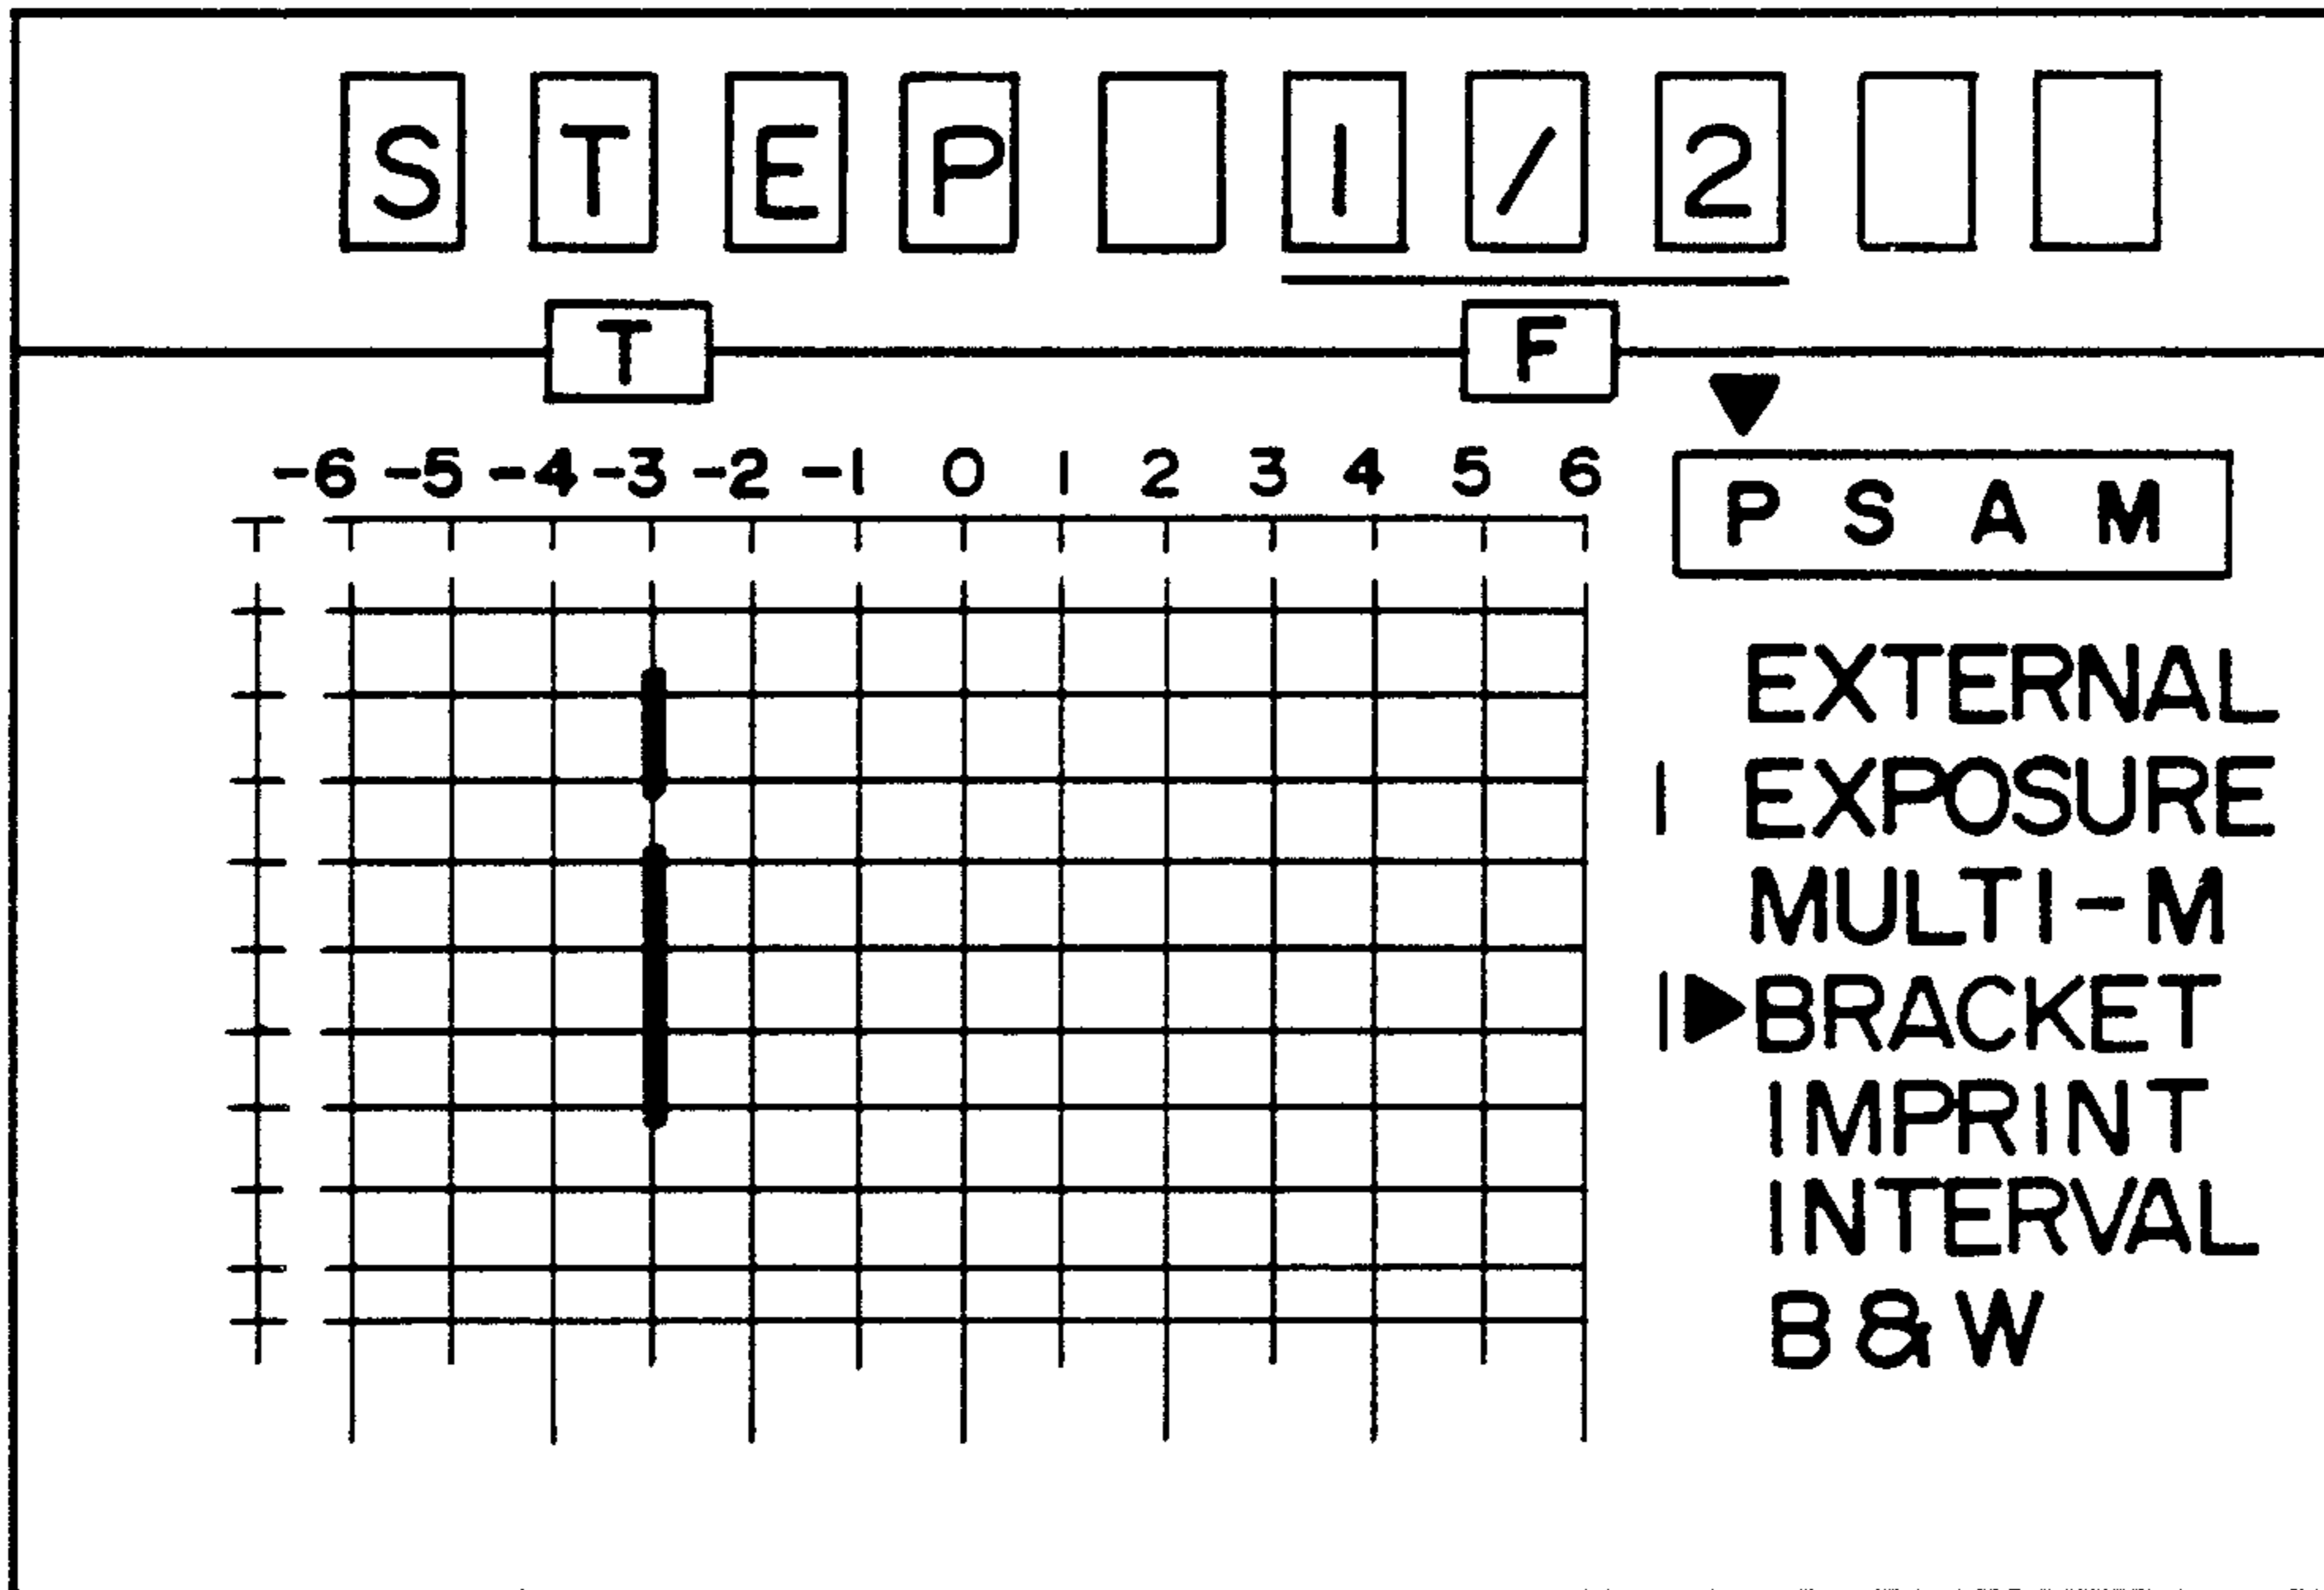 STEP 1/2
T F
-6 -5 -4 -3 -2 -1 0 1 2 3 4 5 6
P S A M
EXTERNAL
EXPOSURE
MULTI-M
BRACKET
IMPRINT
INTERVAL
B&W